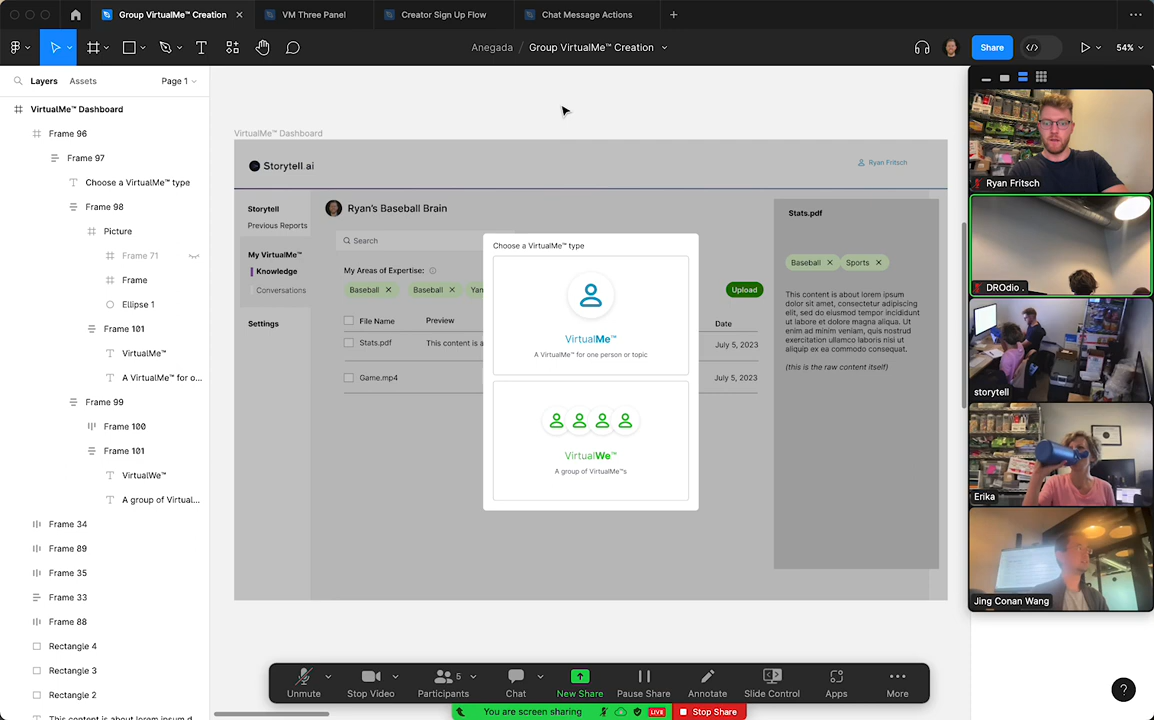 Group VirtualMe™ Creation
VM Three Panel
Creator Sign Up Flow
Chat Message Actions
Anegada / Group VirtualMe™ Creation
Share
54%
Layers
Assets
Page 1
VirtualMe™ Dashboard
Frame 96
Frame 97
Choose a VirtualMe™ type
Frame 98
Picture
Frame 71
Frame
Ellipse 1
Frame 101
VirtualMe™
A VirtualMe™ for o...
Frame 99
Frame 100
Frame 101
VirtualWe™
A group of Virtual...
Frame 34
Frame 89
Frame 35
Frame 33
Frame 88
Rectangle 4
Rectangle 3
Rectangle 2
VirtualMe™ Dashboard
Storytell.ai
Ryan Fritsch
Storytell
Previous Reports
My VirtualMe™
Knowledge
Conversations
Settings
Ryan's Baseball Brain
Search
My Areas of Expertise:
Baseball
Baseball
Yan
Upload
File Name
Preview
Date
Stats.pdf
This content is a
July 5, 2023
Game.mp4
July 5, 2023
Choose a VirtualMe™ type
VirtualMe™
A VirtualMe™ for one person or topic
VirtualWe™
A group of VirtualMe™s
Stats.pdf
Baseball
Sports
This content is about lorem ipsum
dolor sit amet, consectetur adipiscing
elit, sed do eiusmod tempor incididunt
ut labore et dolore magna aliqua. Ut
enim ad minim veniam, quis nostrud
exercitation ullamco laboris nisi ut
aliquip ex ea commodo consequat.
(this is the raw content itself)
Ryan Fritsch
DROdio .
storytell
Erika
Jing Conan Wang
Unmute
Stop Video
5
Participants
Chat
New Share
Pause Share
Annotate
Slide Control
Apps
More
You are screen sharing
LIVE
Stop Share
?